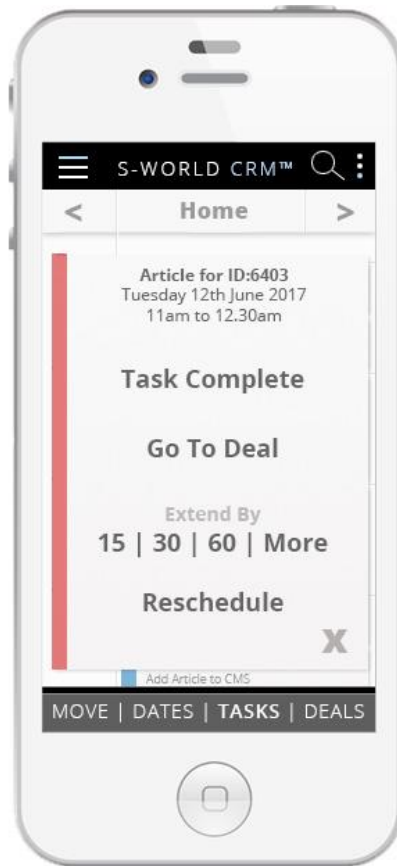 S-WORLD CRM™
< Home >
Article for ID:6403
Tuesday 12th June 2017
11am to 12.30am
Task Complete
Go To Deal
Extend By
15 | 30 | 60 | More
Reschedule
X
Add Article to CMS
MOVE | DATES | TASKS | DEALS